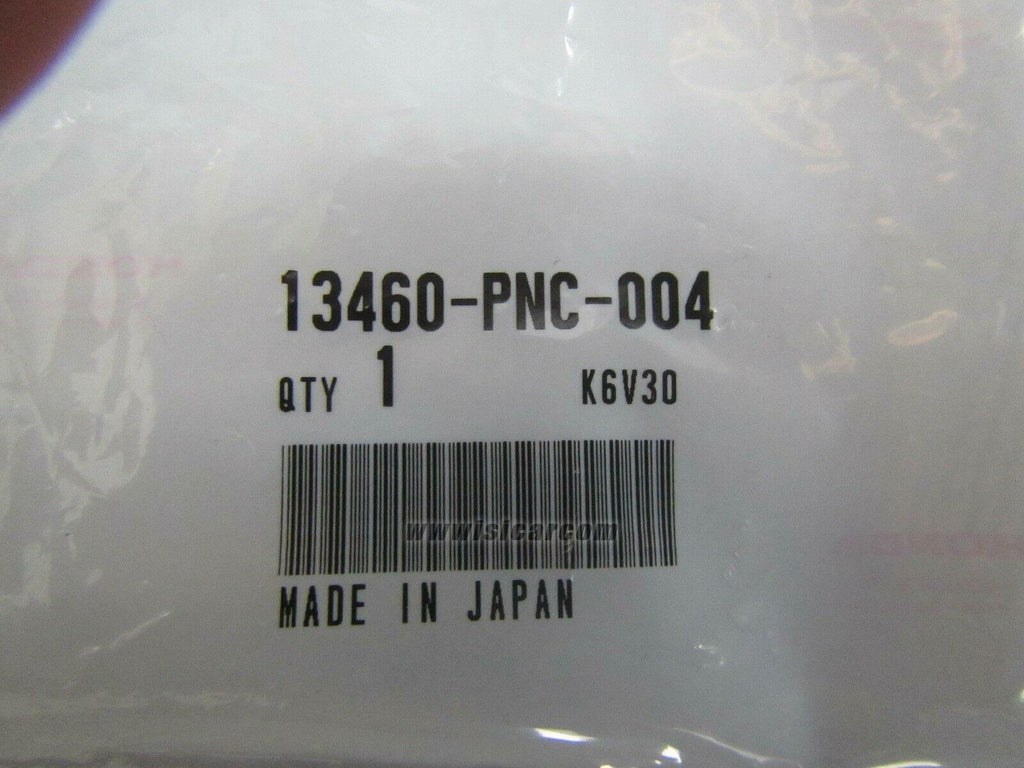 13460-PNC-004
QTY 1 K6V30
www.isicar.com
MADE IN JAPAN